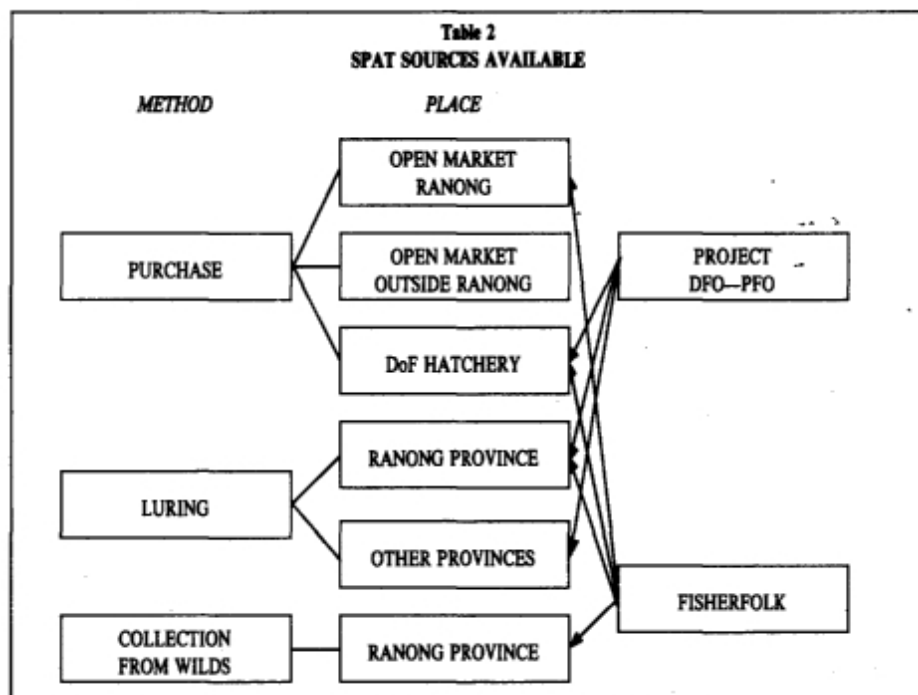 Table 2
SPAT SOURCES AVAILABLE
METHOD
PLACE
OPEN MARKET
RANONG
PURCHASE
OPEN MARKET
OUTSIDE RANONG
PROJECT
DFO—PFO
DoF HATCHERY
RANONG PROVINCE
LURING
OTHER PROVINCES
FISHERFOLK
COLLECTION
FROM WILDS
RANONG PROVINCE